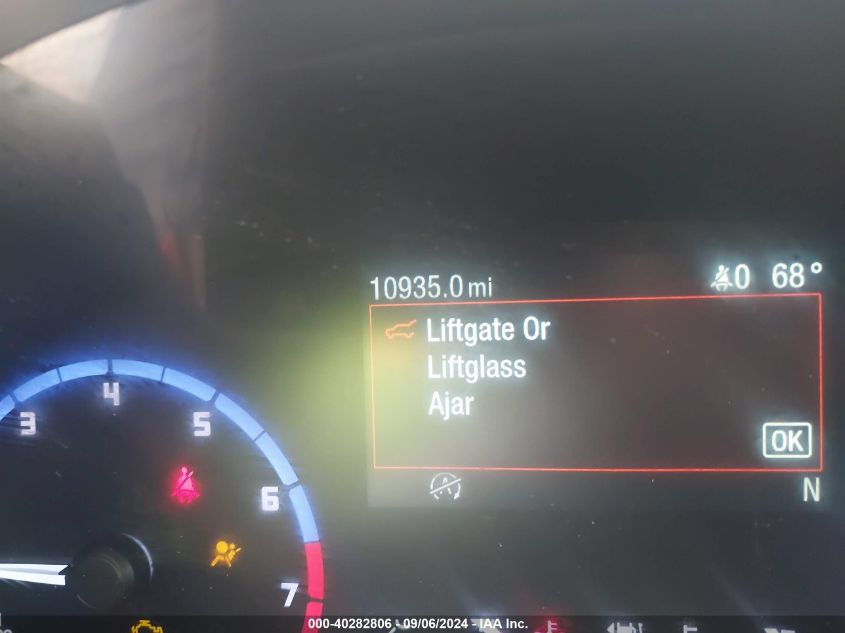 10935.0 mi
0 68°
Liftgate Or
Liftglass
Ajar
OK
A
N
3 4 5 6 7
000-40282806 - 09/06/2024 - IAA Inc.